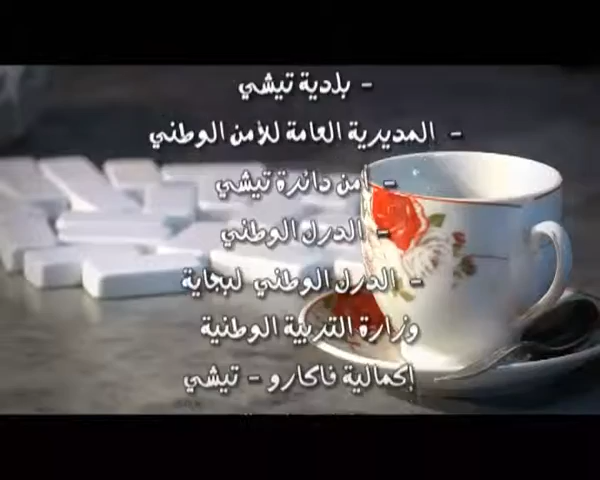 - بلدية تيشي
- المديرية العامة للأمن الوطني
- أمن دائرة تيشي
- الدرك الوطني
- الدرك الوطني لبجاية
وزارة التربية الوطنية
إكمالية فاكارو - تيشي